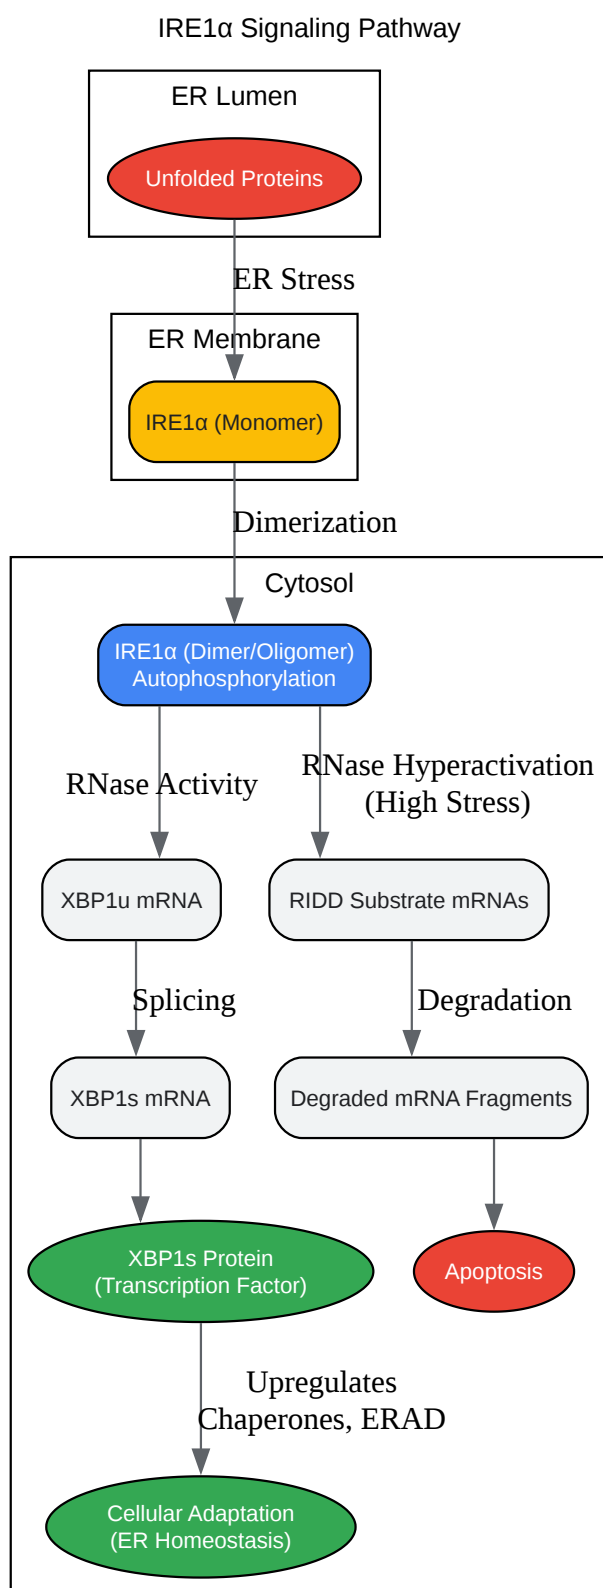 IRE1α Signaling Pathway
ER Lumen
Unfolded Proteins
ER Stress
ER Membrane
IRE1α (Monomer)
Dimerization
Cytosol
IRE1α (Dimer/Oligomer)
Autophosphorylation
RNase Activity
RNase Hyperactivation
(High Stress)
XBP1u mRNA
RIDD Substrate mRNAs
Splicing
Degradation
XBP1s mRNA
Degraded mRNA Fragments
XBP1s Protein
(Transcription Factor)
Apoptosis
Upregulates
Chaperones, ERAD
Cellular Adaptation
(ER Homeostasis)